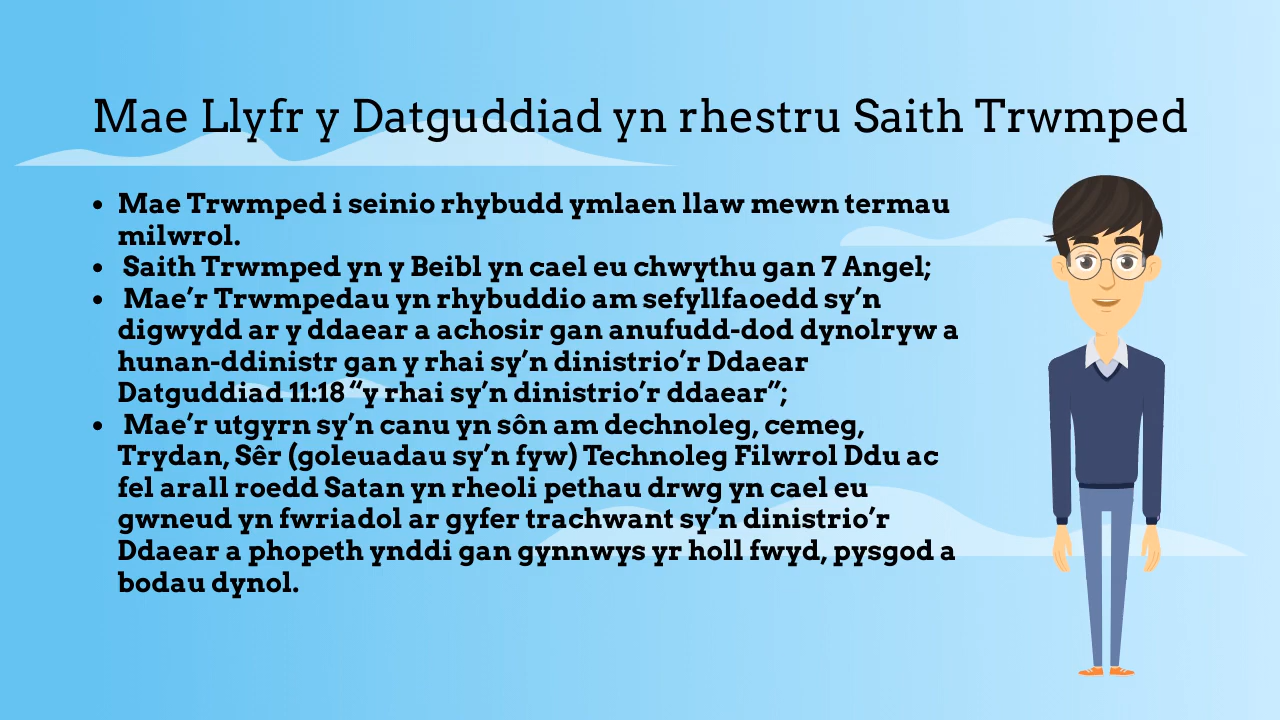 Mae Llyfr y Datguddiad yn rhestru Saith Trwmped
• Mae Trwmped i seinio rhybudd ymlaen llaw mewn termau
milwrol.
• Saith Trwmped yn y Beibl yn cael eu chwythu gan 7 Angel;
• Mae’r Trwmpedau yn rhybuddio am sefyllfaoedd sy’n
digwydd ar y ddaear a achosir gan anufudd-dod dynolryw a
hunan-ddinistr gan y rhai sy’n dinistrio’r Ddaear
Datguddiad 11:18 “y rhai sy’n dinistrio’r ddaear”;
• Mae’r utgyrn sy’n canu yn sôn am dechnoleg, cemeg,
Trydan, Sêr (goleuadau sy’n fyw) Technoleg Filwrol Ddu ac
fel arall roedd Satan yn rheoli pethau drwg yn cael eu
gwneud yn fwriadol ar gyfer trachwant sy’n dinistrio’r
Ddaear a phopeth ynddi gan gynnwys yr holl fwyd, pysgod a
bodau dynol.